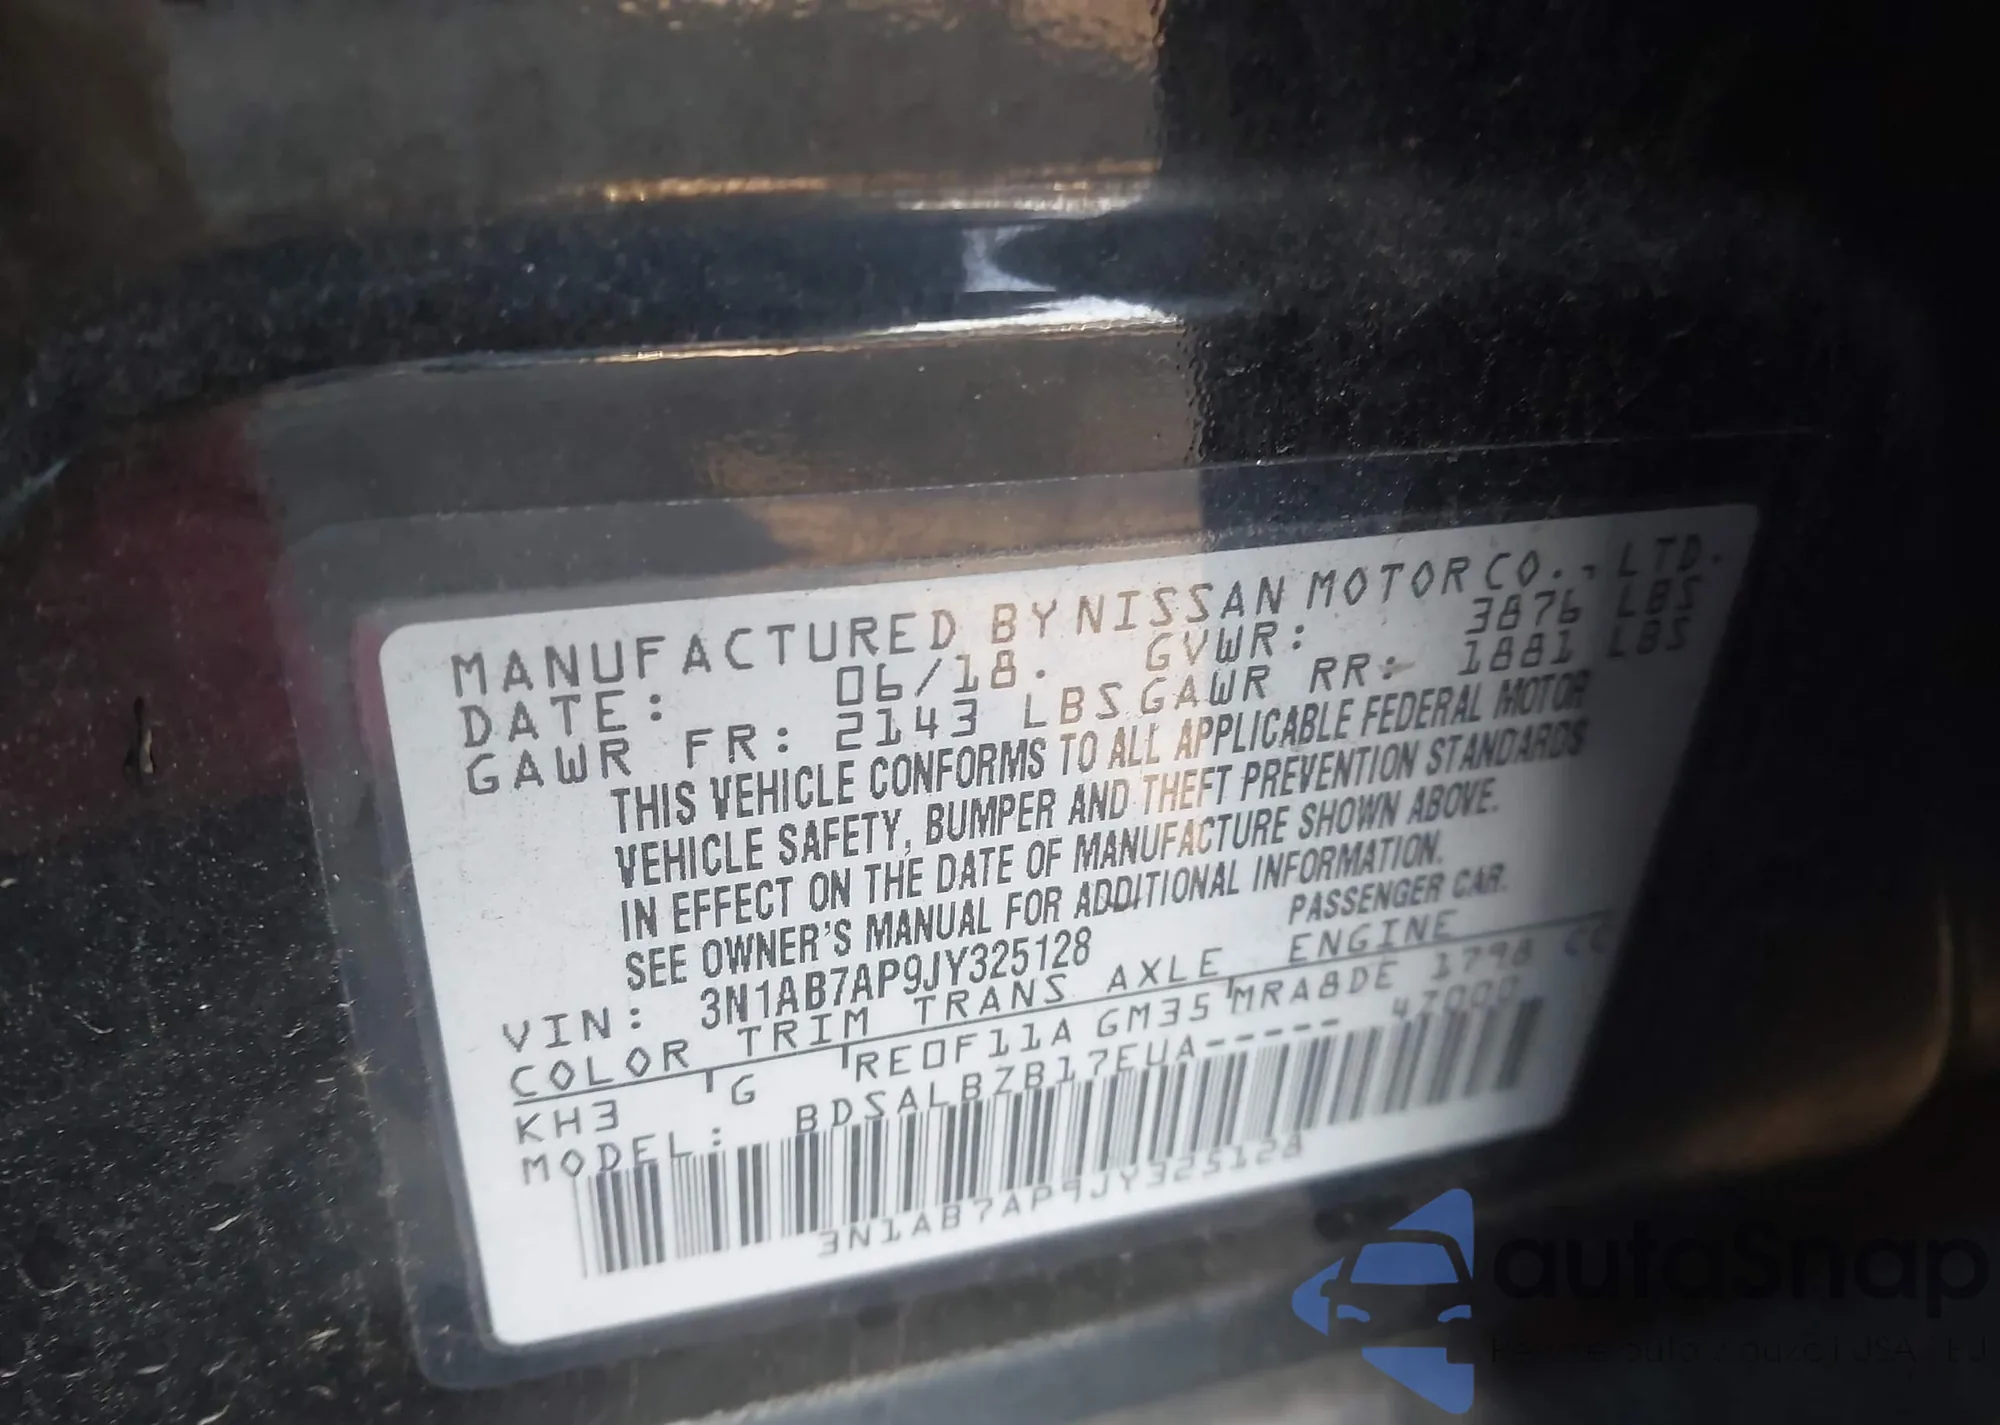 MANUFACTURED BY NISSAN MOTOR CO., LTD.
DATE: 06/18. GVWR: 3876 LBS
GAWR FR: 2143 LBS GAWR RR: 1881 LBS
THIS VEHICLE CONFORMS TO ALL APPLICABLE FEDERAL MOTOR
VEHICLE SAFETY, BUMPER AND THEFT PREVENTION STANDARDS
IN EFFECT ON THE DATE OF MANUFACTURE SHOWN ABOVE.
SEE OWNER'S MANUAL FOR ADDITIONAL INFORMATION.
VIN: 3N1AB7AP9JY325128 PASSENGER CAR.
COLOR TRIM TRANS AXLE ENGINE
KH3 G RE0F11A GM35 MRA8DE 1798 CC
MODEL: BDSALBZB17EUA----- 47000
3N1AB7AP9JY325128
autoSnap